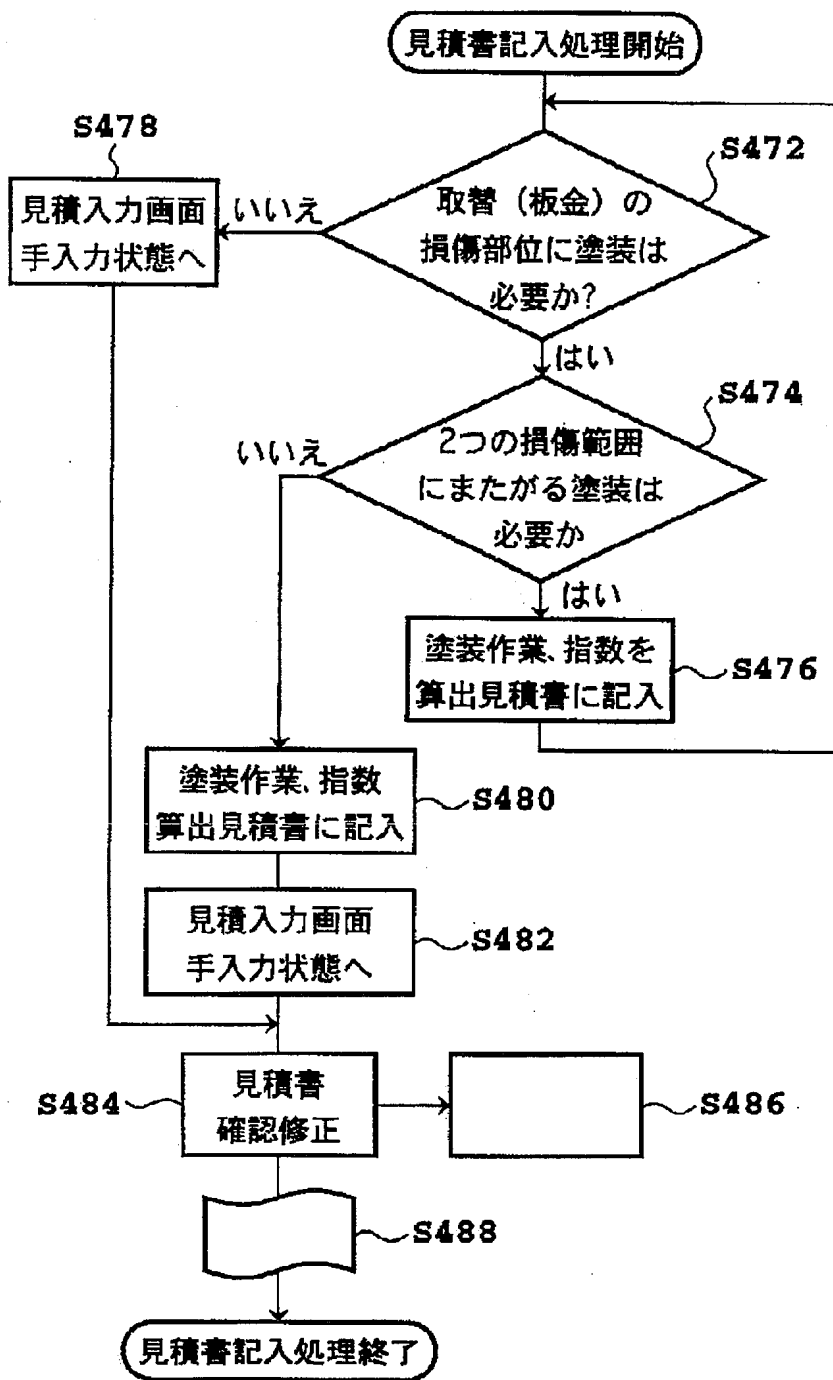 見積書記入処理開始
S478
S472
見積入力画面
手入力状態へ
いいえ
取替（板金）の
損傷部位に塗装は
必要か?
はい
S474
いいえ
2つの損傷範囲
にまたがる塗装は
必要か
はい
塗装作業、指数を
算出見積書に記入
S476
塗装作業、指数
算出見積書に記入
S480
見積入力画面
手入力状態へ
S482
S484
見積書
確認修正
S486
S488
見積書記入処理終了